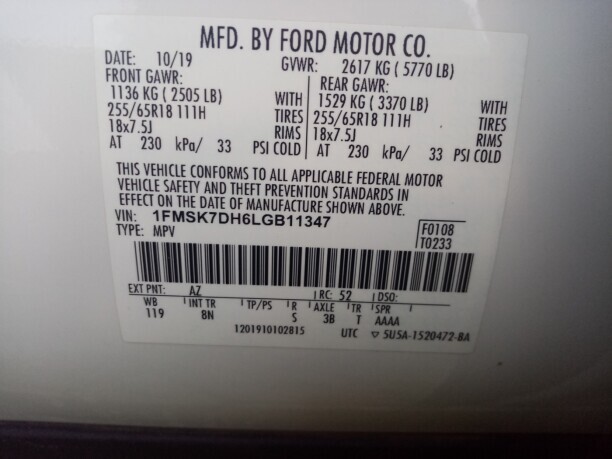 MFD. BY FORD MOTOR CO.
DATE: 10/19 GVWR: 2617 KG ( 5770 LB)
FRONT GAWR: REAR GAWR:
1136 KG ( 2505 LB) WITH 1529 KG ( 3370 LB) WITH
255/65R18 111H TIRES 255/65R18 111H TIRES
18x7.5J RIMS 18x7.5J RIMS
AT 230 kPa/ 33 PSI COLD AT 230 kPa/ 33 PSI COLD
THIS VEHICLE CONFORMS TO ALL APPLICABLE FEDERAL MOTOR
VEHICLE SAFETY AND THEFT PREVENTION STANDARDS IN
EFFECT ON THE DATE OF MANUFACTURE SHOWN ABOVE.
VIN: 1FMSK7DH6LGB11347 F0108
TYPE: MPV T0233
EXT PNT: AZ RC: 52 DSO:
WB INT TR TP/PS R AXLE TR SPR
119 8N S 3B T AAAA
1201910102815 UTC ▽ 5U5A-1520472-BA